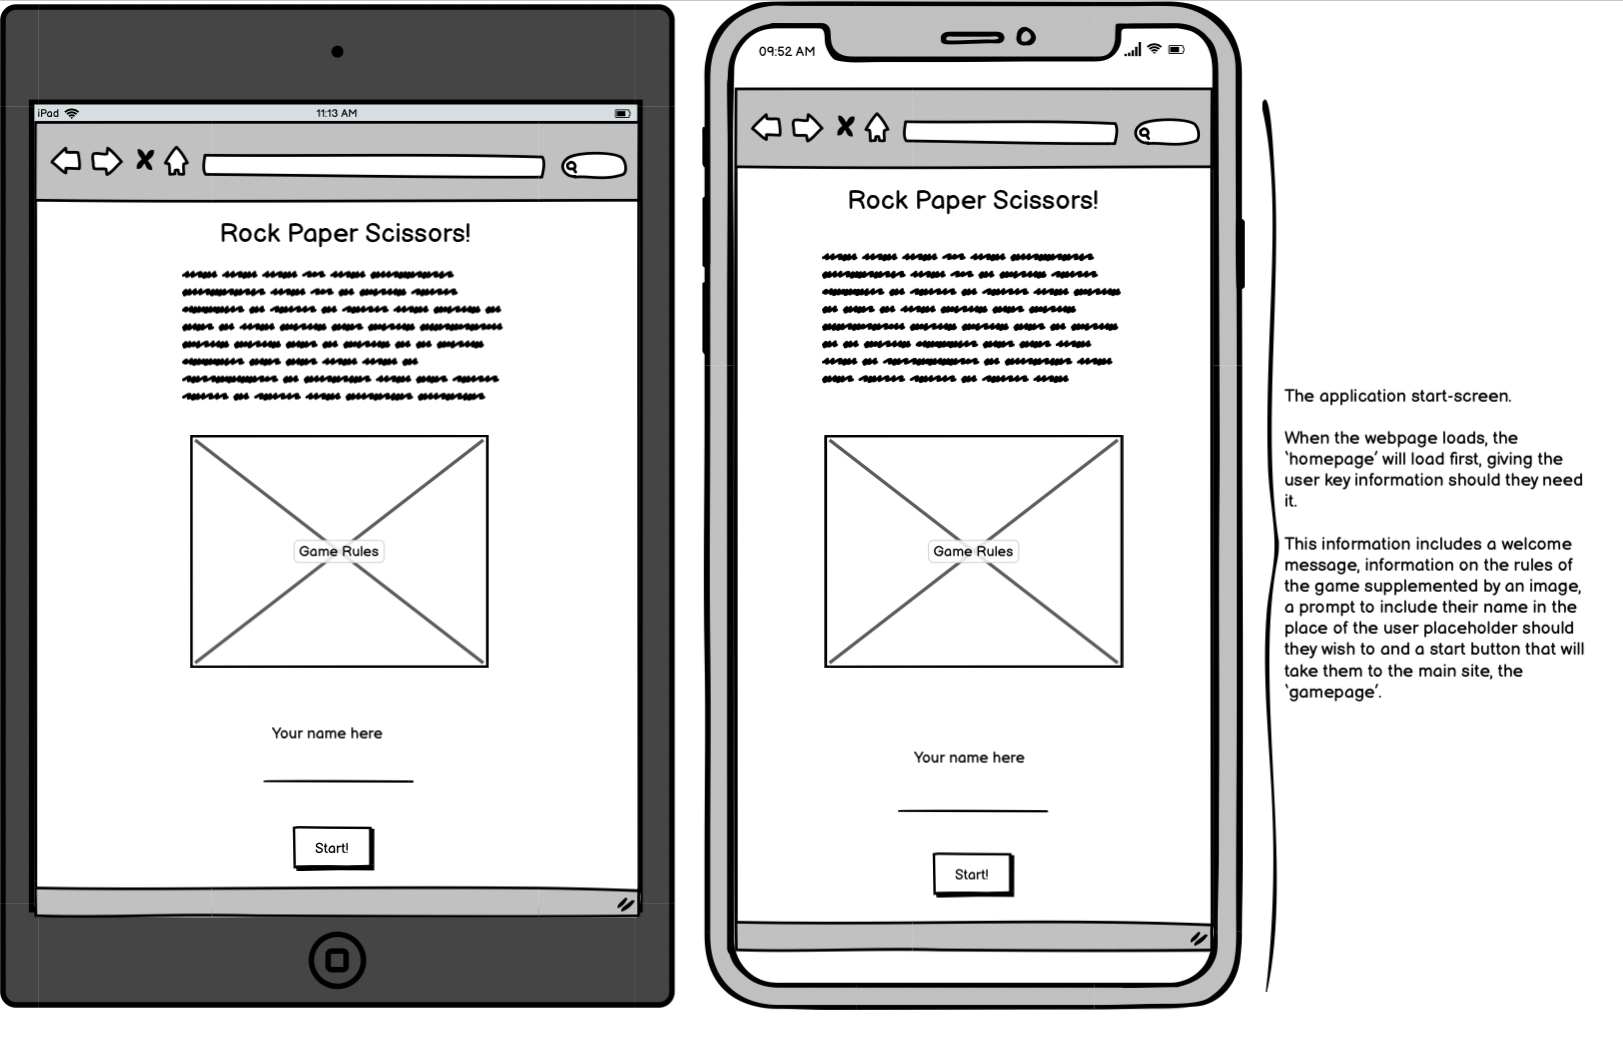 iPad
11:13 AM
Rock Paper Scissors!
Game Rules
Your name here
Start!
09:52 AM
Rock Paper Scissors!
Game Rules
Your name here
Start!
The application start-screen.
When the webpage loads, the
'homepage' will load first, giving the
user key information should they need
it.
This information includes a welcome
message, information on the rules of
the game supplemented by an image,
a prompt to include their name in the
place of the user placeholder should
they wish to and a start button that will
take them to the main site, the
'gamepage'.